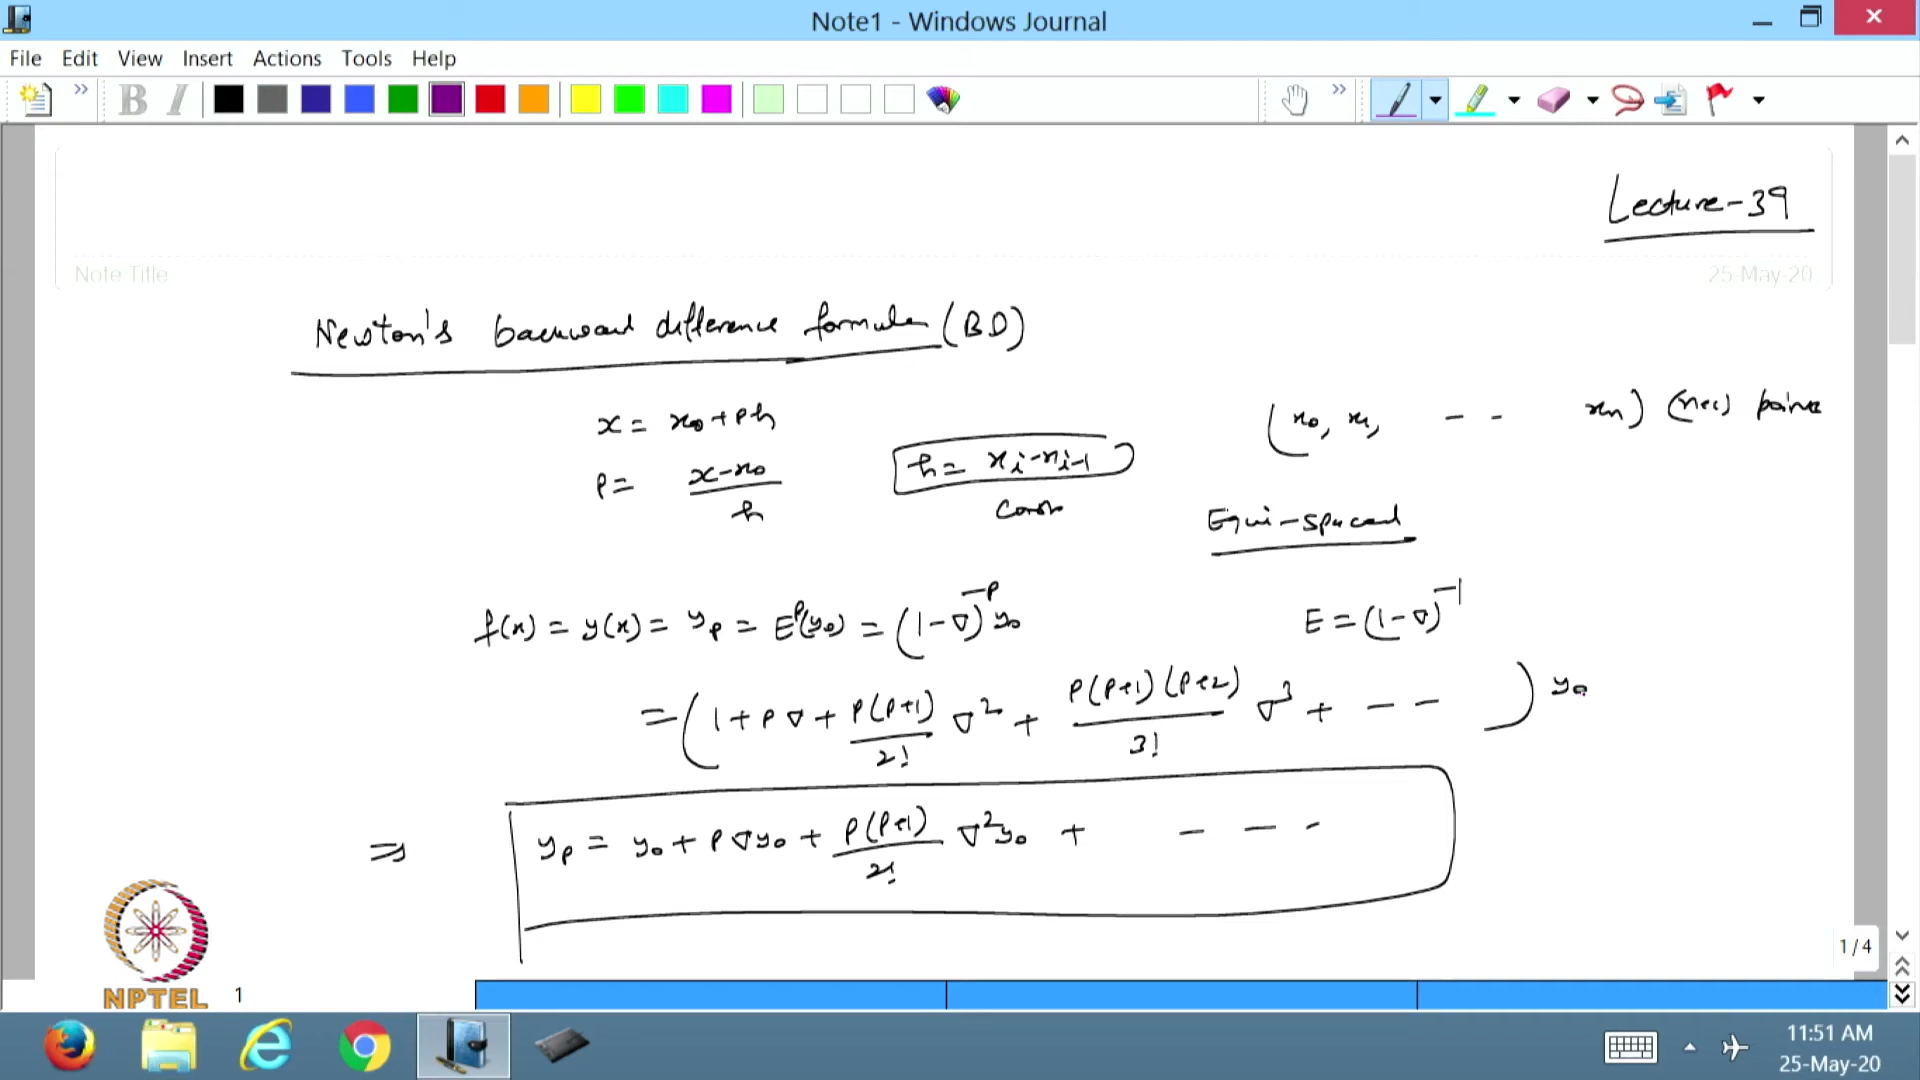 Note1 - Windows Journal
File Edit View Insert Actions Tools Help
B I
Lecture-39
Note Title
25-May-20
Newton's backward difference formula (BD)
x = x₀ + Ph
(x₀, x₁, - - xₙ) (n+1) points
P = (x-x₀)/h
h = xᵢ - xᵢ₋₁
const
Equi-spaced
f(x) = y(x) = y_P = E^P(y₀) = (1-∇)^-P y₀
E = (1-∇)^-1
= (1 + P∇ + P(P+1)/2! ∇² + P(P+1)(P+2)/3! ∇³ + - - ) y₀
⇒ y_P = y₀ + P∇y₀ + P(P+1)/2! ∇²y₀ + - - -
1 / 4
NPTEL
1
11:51 AM
25-May-20